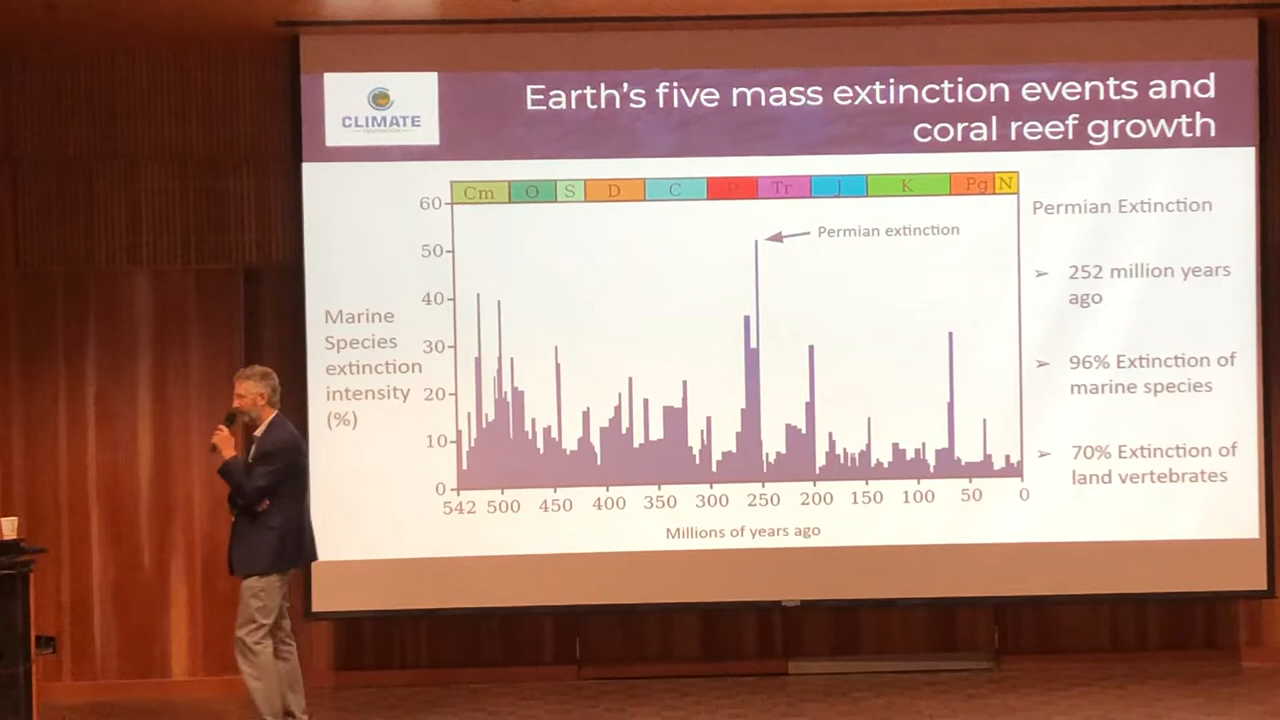 CLIMATE
FOUNDATION
Earth's five mass extinction events and
coral reef growth
Cm O S D C P Tr J K Pg N
60
50
40
30
20
10
0
Marine
Species
extinction
intensity
(%)
Permian extinction
542 500 450 400 350 300 250 200 150 100 50 0
Millions of years ago
Permian Extinction
➢ 252 million years
ago
➢ 96% Extinction of
marine species
➢ 70% Extinction of
land vertebrates